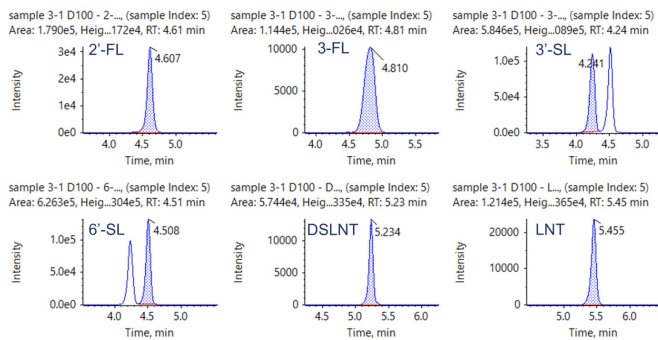 sample 3-1 D100 - 2-..., (sample Index: 5)
Area: 1.790e5, Heig...172e4, RT: 4.61 min
2'-FL
4.607
3e4
2e4
1e4
0e0
Intensity
4.0 4.5 5.0
Time, min
sample 3-1 D100 - 3-..., (sample Index: 5)
Area: 1.144e5, Heig...026e4, RT: 4.81 min
3-FL
4.810
10000
5000
0
Intensity
4.0 4.5 5.0
Time, min
sample 3-1 D100 - 3-..., (sample Index: 5)
Area: 5.846e5, Heig...089e5, RT: 4.24 min
3'-SL
4.241
1.0e5
5.0e4
0.0e0
Intensity
3.5 4.0 4.5
Time, min
sample 3-1 D100 - 6-..., (sample Index: 5)
Area: 6.263e5, Heig...304e5, RT: 4.51 min
6'-SL
4.508
1.0e5
5.0e4
0.0e0
Intensity
4.0 4.5 5.0
Time, min
sample 3-1 D100 - D..., (sample Index: 5)
Area: 5.744e4, Heig...335e4, RT: 5.23 min
DSLNT
5.234
10000
5000
0
Intensity
4.5 5.0 5.5 6.0
Time, min
sample 3-1 D100 - L..., (sample Index: 5)
Area: 1.214e5, Heig...365e4, RT: 5.45 min
LNT
5.455
20000
10000
0
Intensity
5.0 5.5 6.0
Time, min